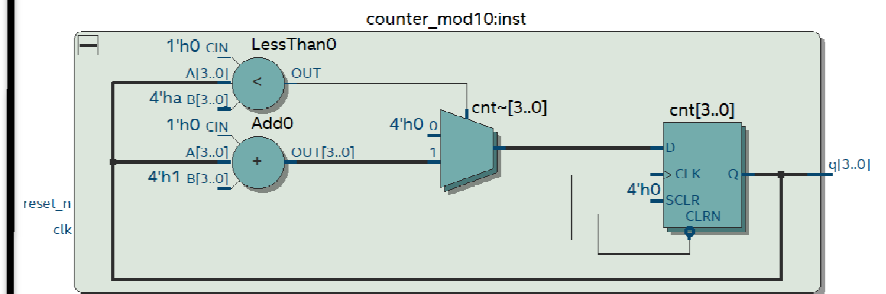 counter_mod10:inst
1'h0 CIN
LessThan0
A[3..0]
<
OUT
4'ha B[3..0]
1'h0 CIN
Add0
A[3..0]
+
OUT[3..0]
4'h1 B[3..0]
4'h0 0
1
cnt~[3..0]
cnt[3..0]
D
> CLK
Q
4'h0
SCLR
CLRN
q[3..0]
reset_n
clk